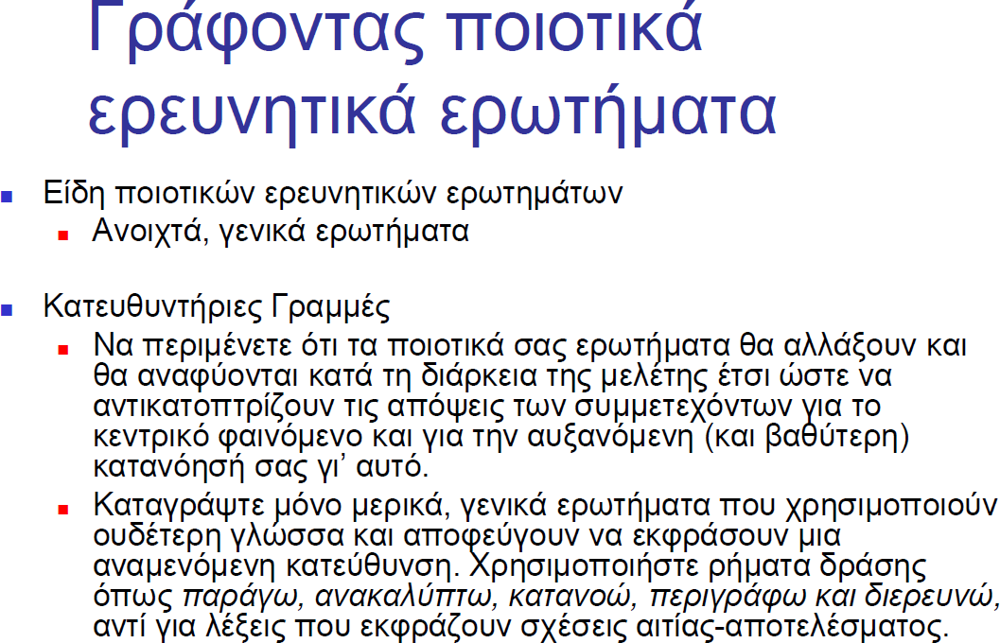 Γράφοντας ποιοτικά
ερευνητικά ερωτήματα
Είδη ποιοτικών ερευνητικών ερωτημάτων
Ανοιχτά, γενικά ερωτήματα
Κατευθυντήριες Γραμμές
Να περιμένετε ότι τα ποιοτικά σας ερωτήματα θα αλλάξουν και
θα αναφύονται κατά τη διάρκεια της μελέτης έτσι ώστε να
αντικατοπτρίζουν τις απόψεις των συμμετεχόντων για το
κεντρικό φαινόμενο και για την αυξανόμενη (και βαθύτερη)
κατανόησή σας γι’ αυτό.
Καταγράψτε μόνο μερικά, γενικά ερωτήματα που χρησιμοποιούν
ουδέτερη γλώσσα και αποφεύγουν να εκφράσουν μια
αναμενόμενη κατεύθυνση. Χρησιμοποιήστε ρήματα δράσης
όπως παράγω, ανακαλύπτω, κατανοώ, περιγράφω και διερευνώ,
αντί για λέξεις που εκφράζουν σχέσεις αιτίας-αποτελέσματος.